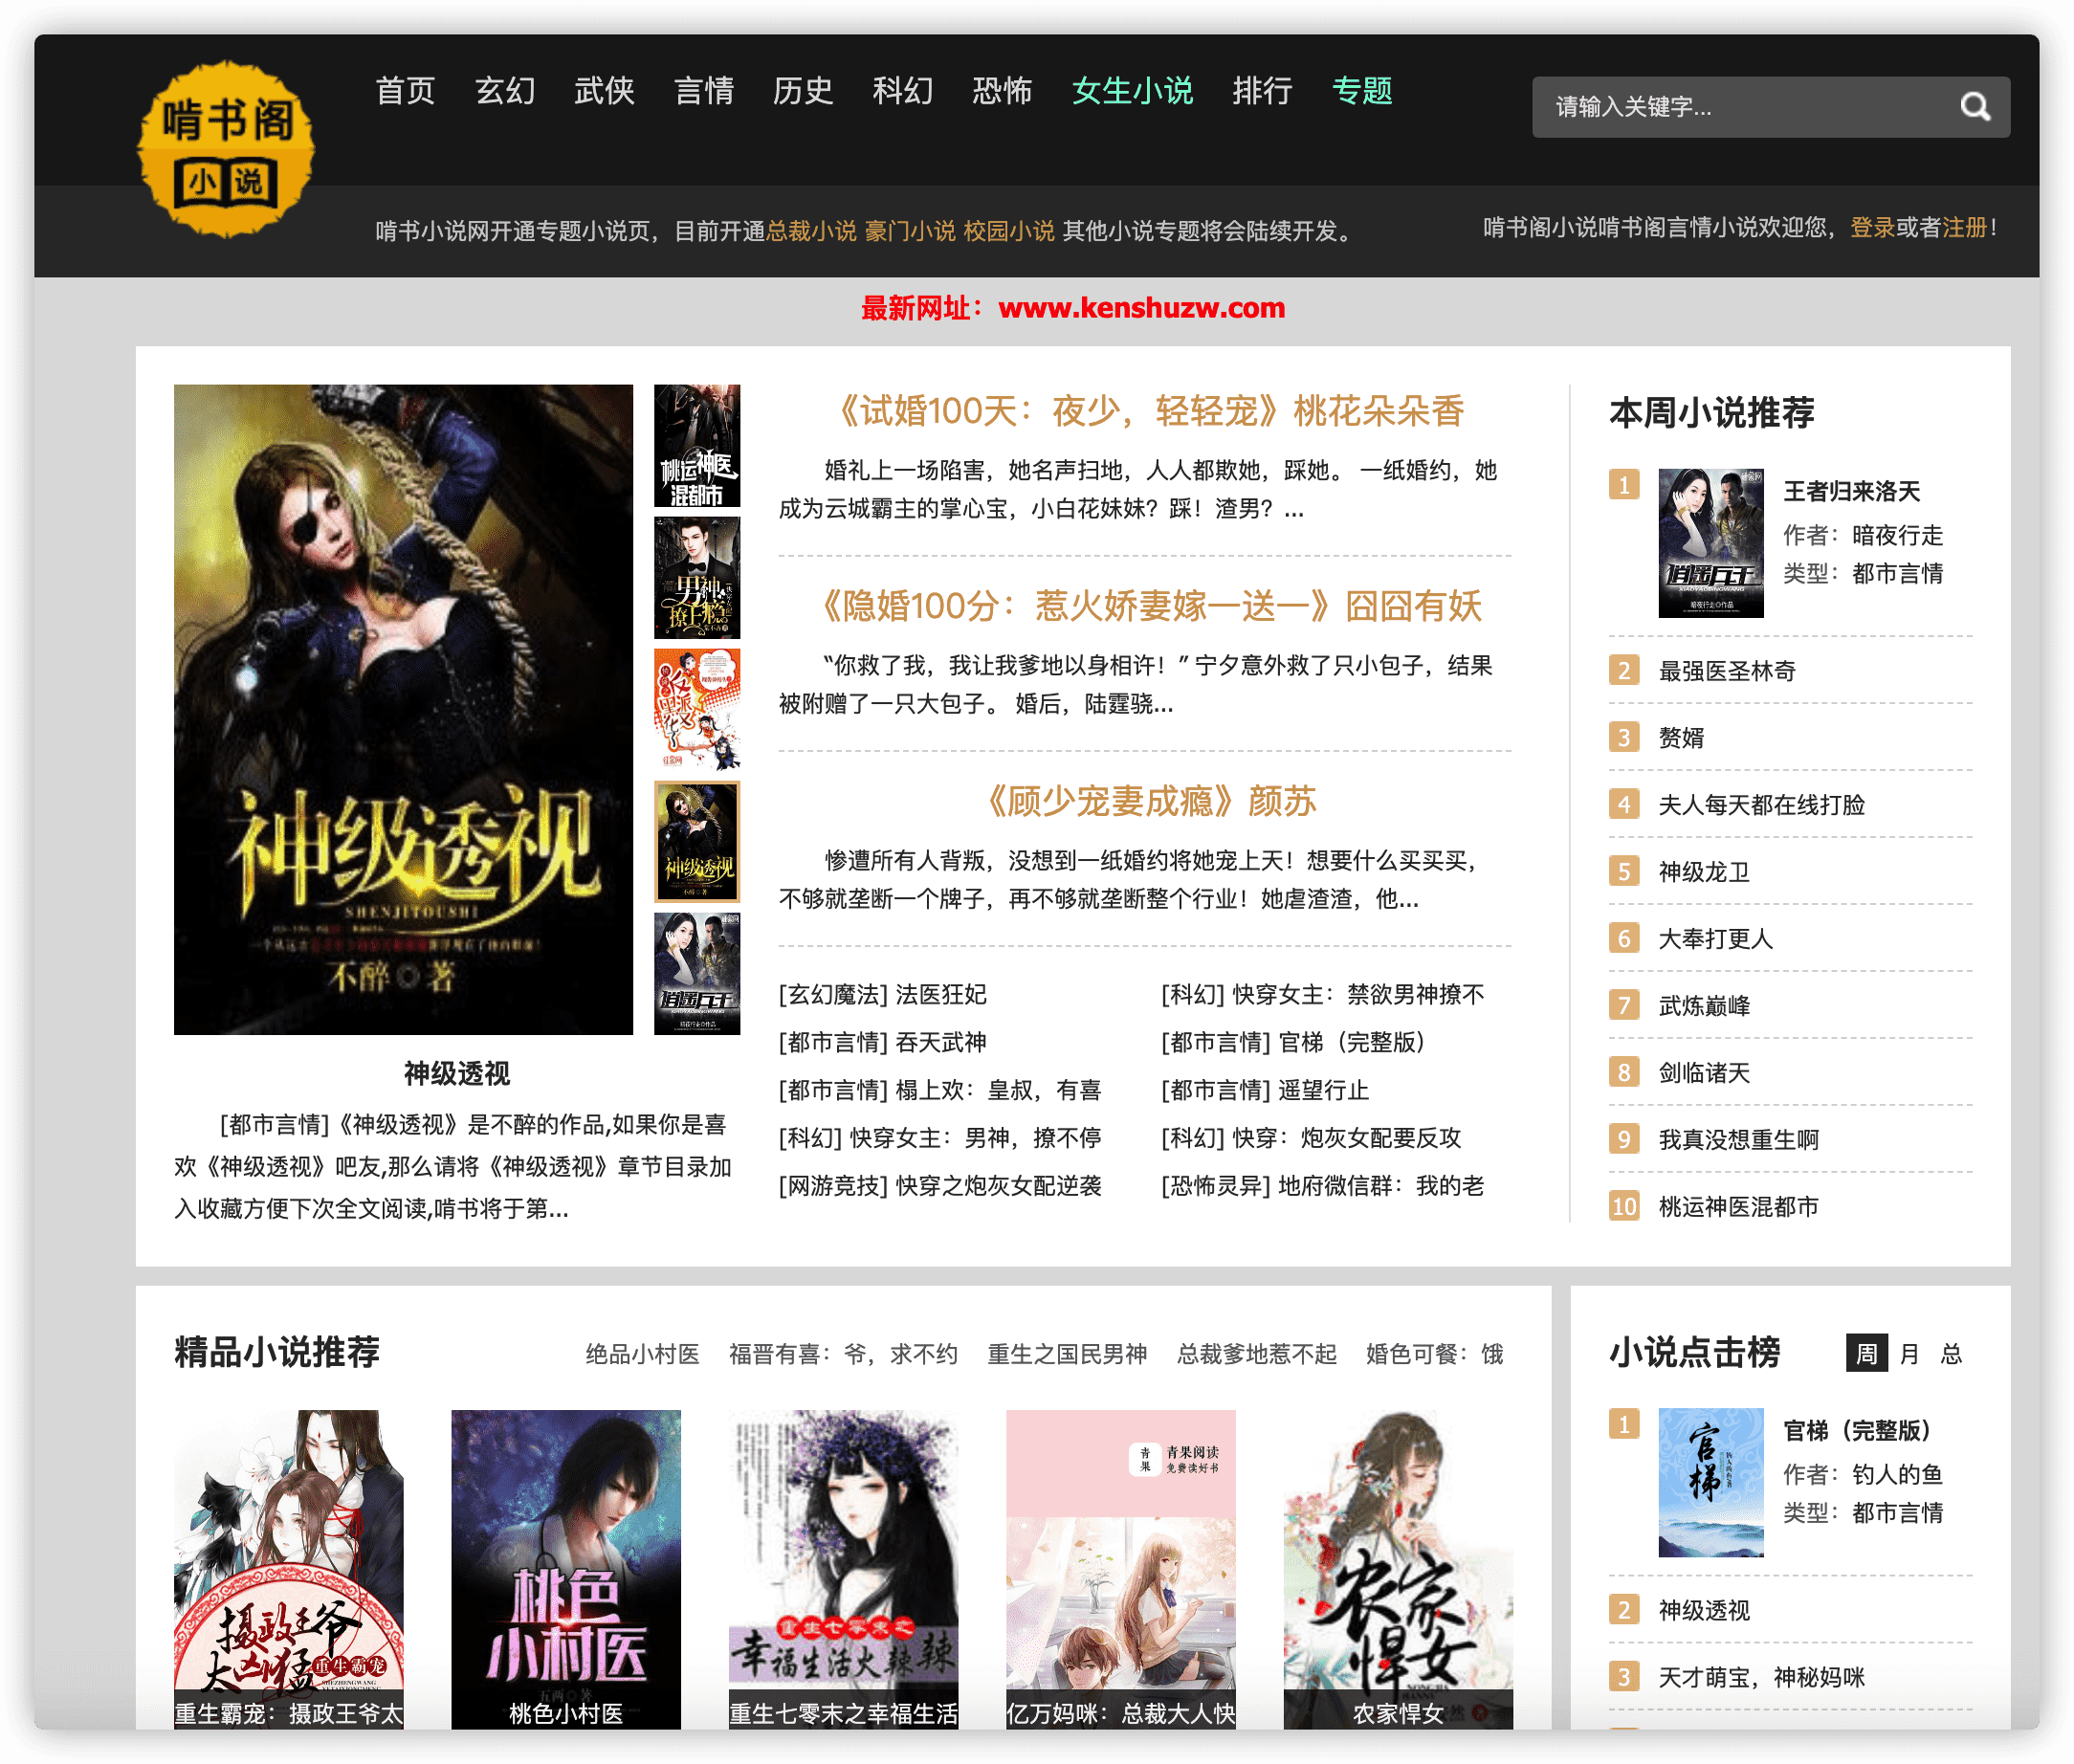 啃书阁
小说
首页 玄幻 武侠 言情 历史 科幻 恐怖 女生小说 排行 专题
请输入关键字...
啃书小说网开通专题小说页，目前开通总裁小说 豪门小说 校园小说 其他小说专题将会陆续开发。
啃书阁小说啃书阁言情小说欢迎您，登录或者注册！
最新网址：www.kenshuzw.com
神级透视
SHENJITOUSHI
不醉◎著
桃运神医
混都市
男神
撩上瘾
神级透视
不醉◎著
逍遥兵王
XIAOYAOBINGWANG
暗夜行走◎作品
神级透视
[都市言情]《神级透视》是不醉的作品,如果你是喜
欢《神级透视》吧友,那么请将《神级透视》章节目录加
入收藏方便下次全文阅读,啃书将于第...
《试婚100天：夜少，轻轻宠》桃花朵朵香
婚礼上一场陷害，她名声扫地，人人都欺她，踩她。 一纸婚约，她
成为云城霸主的掌心宝，小白花妹妹？踩！渣男？...
《隐婚100分：惹火娇妻嫁一送一》囧囧有妖
“你救了我，我让我爹地以身相许！” 宁夕意外救了只小包子，结果
被附赠了一只大包子。 婚后，陆霆骁...
《顾少宠妻成瘾》颜苏
惨遭所有人背叛，没想到一纸婚约将她宠上天！想要什么买买买，
不够就垄断一个牌子，再不够就垄断整个行业！她虐渣渣，他...
[玄幻魔法] 法医狂妃
[科幻] 快穿女主：禁欲男神撩不
[都市言情] 吞天武神
[都市言情] 官梯（完整版）
[都市言情] 榻上欢：皇叔，有喜
[都市言情] 遥望行止
[科幻] 快穿女主：男神，撩不停
[科幻] 快穿：炮灰女配要反攻
[网游竞技] 快穿之炮灰女配逆袭
[恐怖灵异] 地府微信群：我的老
本周小说推荐
1
逍遥兵王
XIAOYAOBINGWANG
暗夜行走◎作品
王者归来洛天
作者：暗夜行走
类型：都市言情
2 最强医圣林奇
3 赘婿
4 夫人每天都在线打脸
5 神级龙卫
6 大奉打更人
7 武炼巅峰
8 剑临诸天
9 我真没想重生啊
10 桃运神医混都市
精品小说推荐
绝品小村医 福晋有喜：爷，求不约 重生之国民男神 总裁爹地惹不起 婚色可餐：饿
摄政王爷
太凶猛
重生霸宠
SHEZHENGWANG
YETAIXIONGMENG
重生霸宠：摄政王爷太
桃色
小村医
桃色小村医
重生七零末之
幸福生活火辣辣
重生七零末之幸福生活
青果
青果阅读
免费读好书
亿万妈咪：总裁大人快
农家
悍女
农家悍女
小说点击榜
周 月 总
1
官梯
官梯（完整版）
作者：钓人的鱼
类型：都市言情
2 神级透视
3 天才萌宝，神秘妈咪